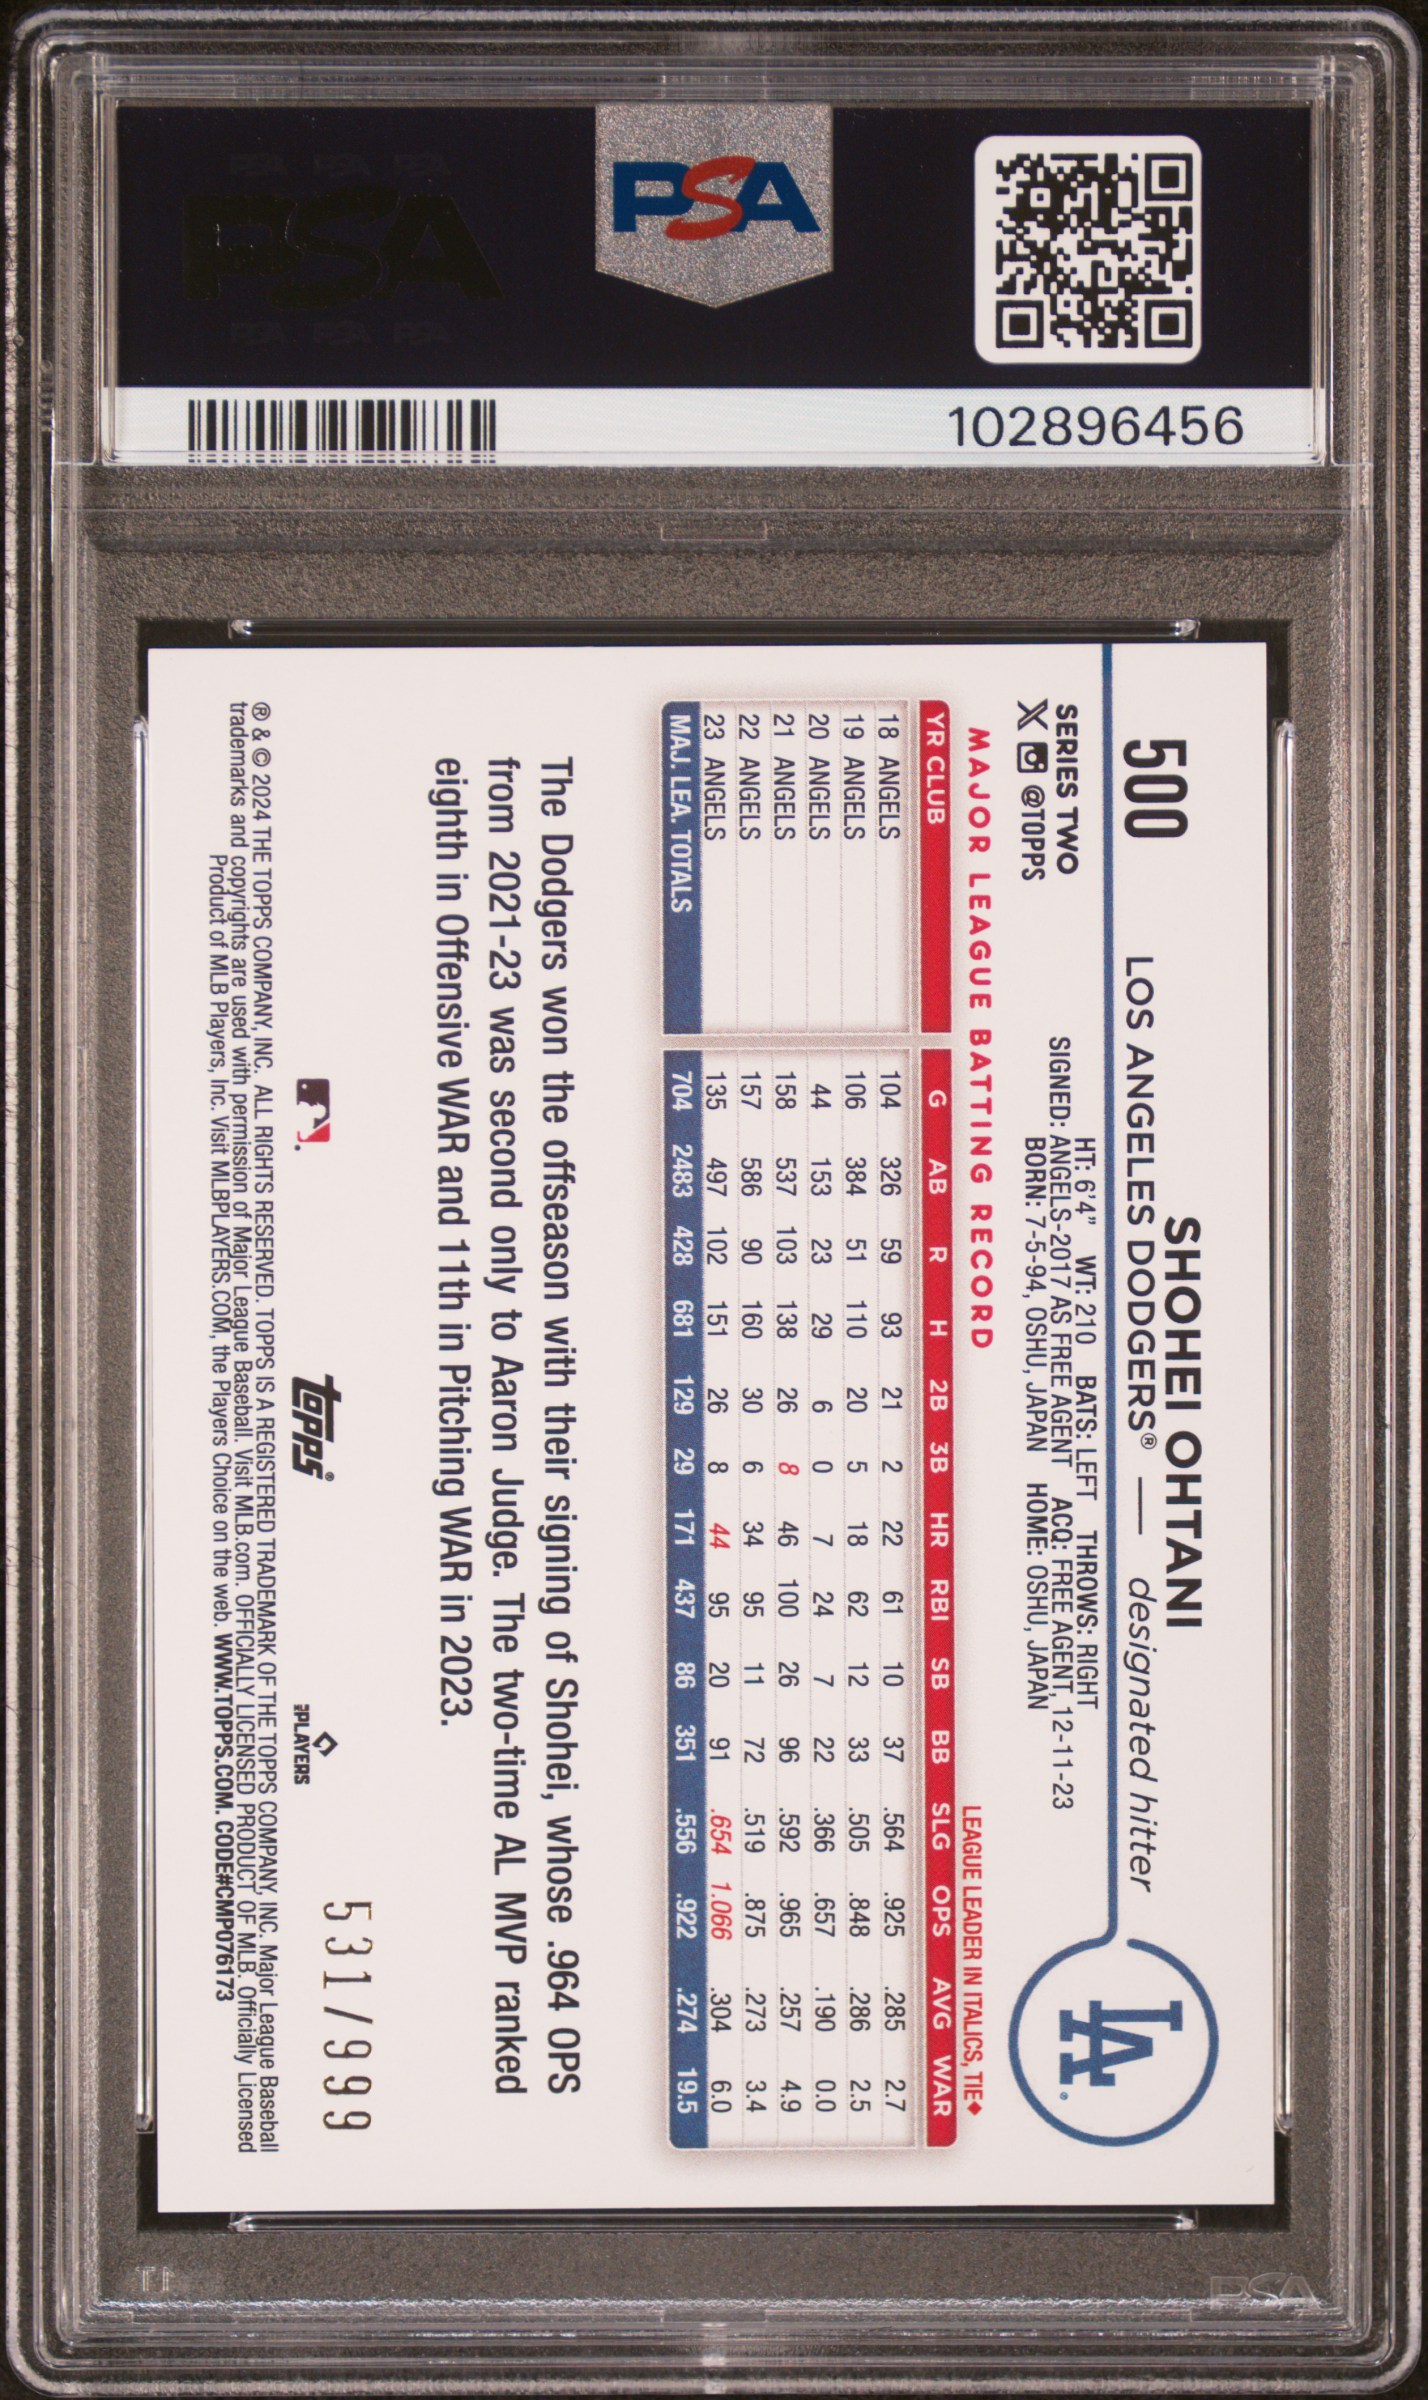 PSA
PSA PSA PSA
PSA
PSA PSA PSA
102896456
500
SHOHEI OHTANI
LOS ANGELES DODGERS® — designated hitter
LA
SERIES TWO
X @TOPPS
HT: 6'4" WT: 210 BATS: LEFT THROWS: RIGHT
SIGNED: ANGELS-2017 AS FREE AGENT ACQ: FREE AGENT, 12-11-23
BORN: 7-5-94, OSHU, JAPAN HOME: OSHU, JAPAN
MAJOR LEAGUE BATTING RECORD
LEAGUE LEADER IN ITALICS, TIE♦
YR CLUB G AB R H 2B 3B HR RBI SB BB SLG OPS AVG WAR
18 ANGELS 104 326 59 93 21 2 22 61 10 37 .564 .925 .285 2.7
19 ANGELS 106 384 51 110 20 5 18 62 12 33 .505 .848 .286 2.5
20 ANGELS 44 153 23 29 6 0 7 24 7 22 .366 .657 .190 0.0
21 ANGELS 158 537 103 138 26 8 46 100 26 96 .592 .965 .257 4.9
22 ANGELS 157 586 90 160 30 6 34 95 11 72 .519 .875 .273 3.4
23 ANGELS 135 497 102 151 26 8 44 95 20 91 .654 1.066 .304 6.0
MAJ. LEA. TOTALS 704 2483 428 681 129 29 171 437 86 351 .556 .922 .274 19.5
The Dodgers won the offseason with their signing of Shohei, whose .964 OPS
from 2021-23 was second only to Aaron Judge. The two-time AL MVP ranked
eighth in Offensive WAR and 11th in Pitching WAR in 2023.
531/999
topps®
PLAYERS
® & © 2024 THE TOPPS COMPANY, INC. ALL RIGHTS RESERVED. TOPPS IS A REGISTERED TRADEMARK OF THE TOPPS COMPANY, INC. Major League Baseball
trademarks and copyrights are used with permission of Major League Baseball. Visit MLB.com. OFFICIALLY LICENSED PRODUCT OF MLB. Officially Licensed
Product of MLB Players, Inc. Visit MLBPLAYERS.COM, the Players Choice on the web. WWW.TOPPS.COM. CODE#CMP076173
PSA